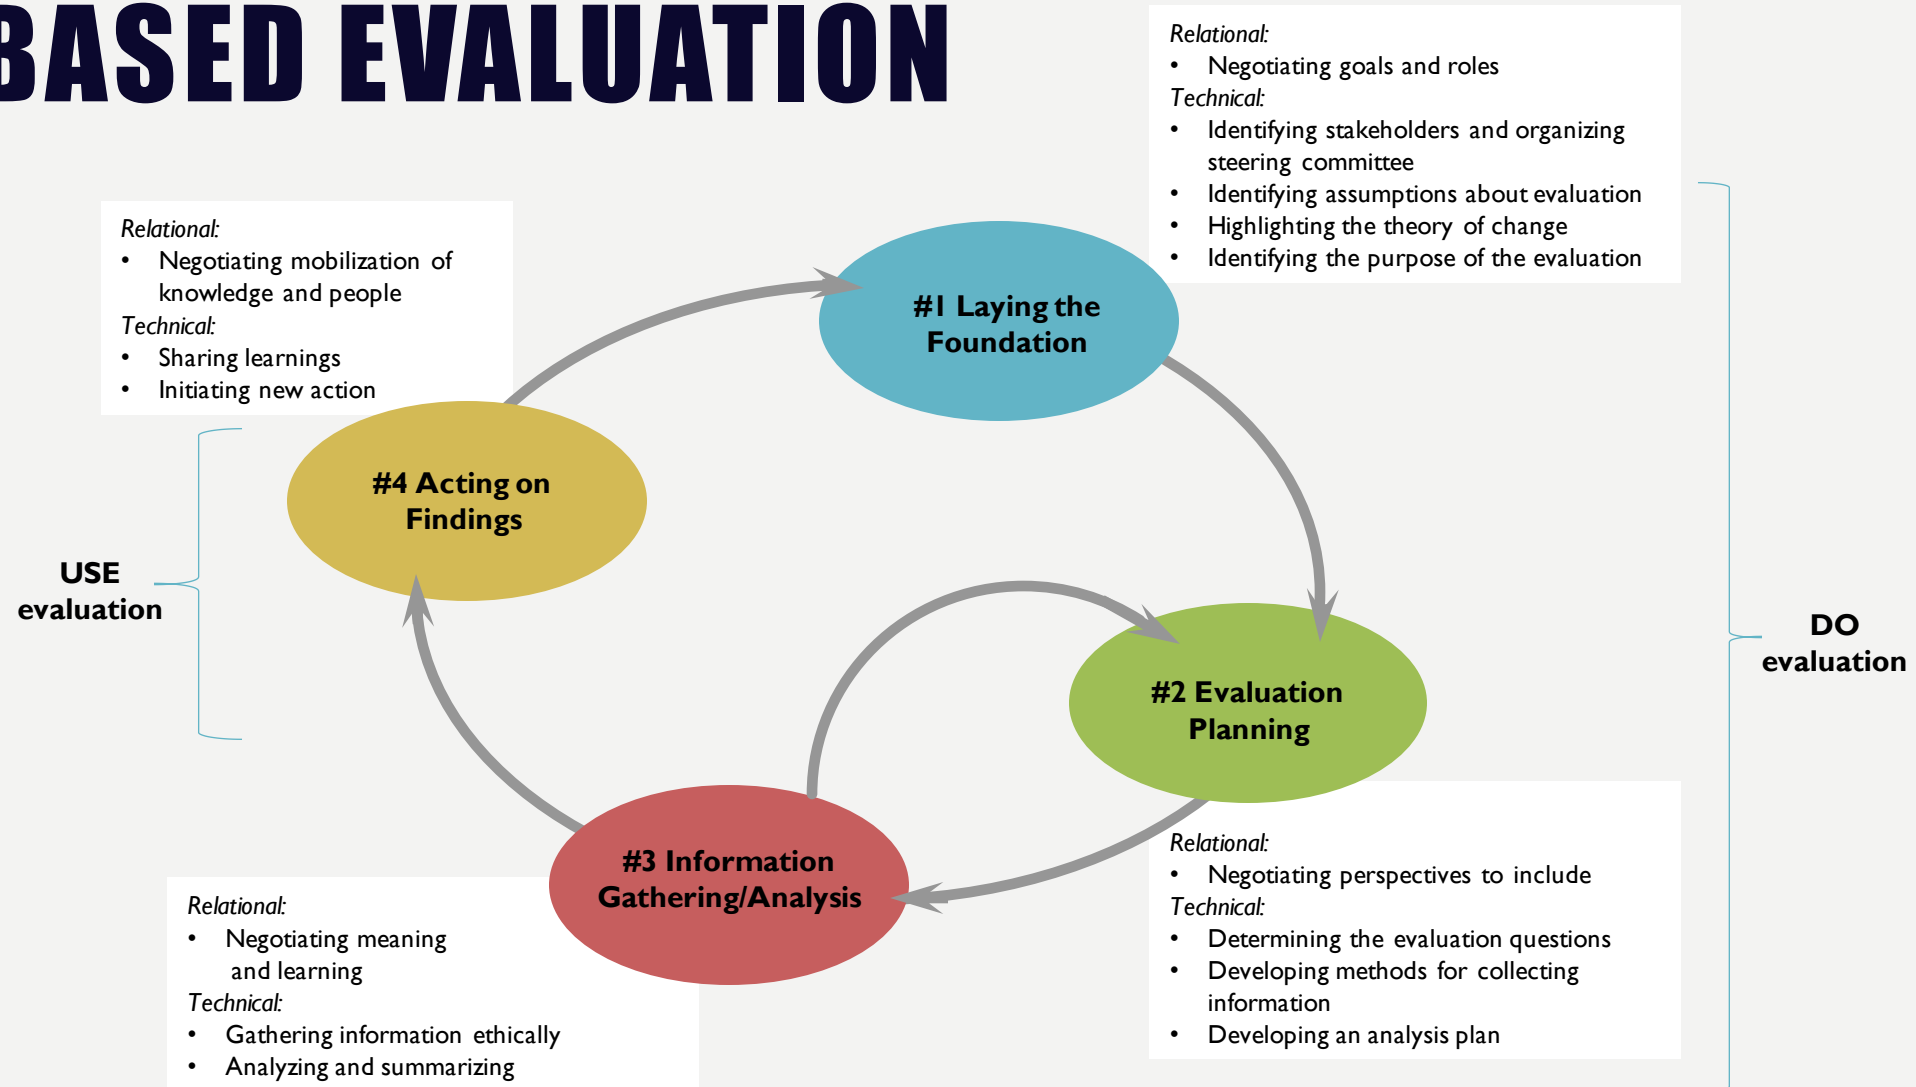 BASED EVALUATION
Relational:
• Negotiating goals and roles
Technical:
• Identifying stakeholders and organizing
steering committee
• Identifying assumptions about evaluation
• Highlighting the theory of change
• Identifying the purpose of the evaluation
Relational:
• Negotiating mobilization of
knowledge and people
Technical:
• Sharing learnings
• Initiating new action
#1 Laying the
Foundation
#4 Acting on
Findings
USE
evaluation
DO
evaluation
#2 Evaluation
Planning
#3 Information
Gathering/Analysis
Relational:
• Negotiating perspectives to include
Technical:
• Determining the evaluation questions
• Developing methods for collecting
information
• Developing an analysis plan
Relational:
• Negotiating meaning
and learning
Technical:
• Gathering information ethically
• Analyzing and summarizing